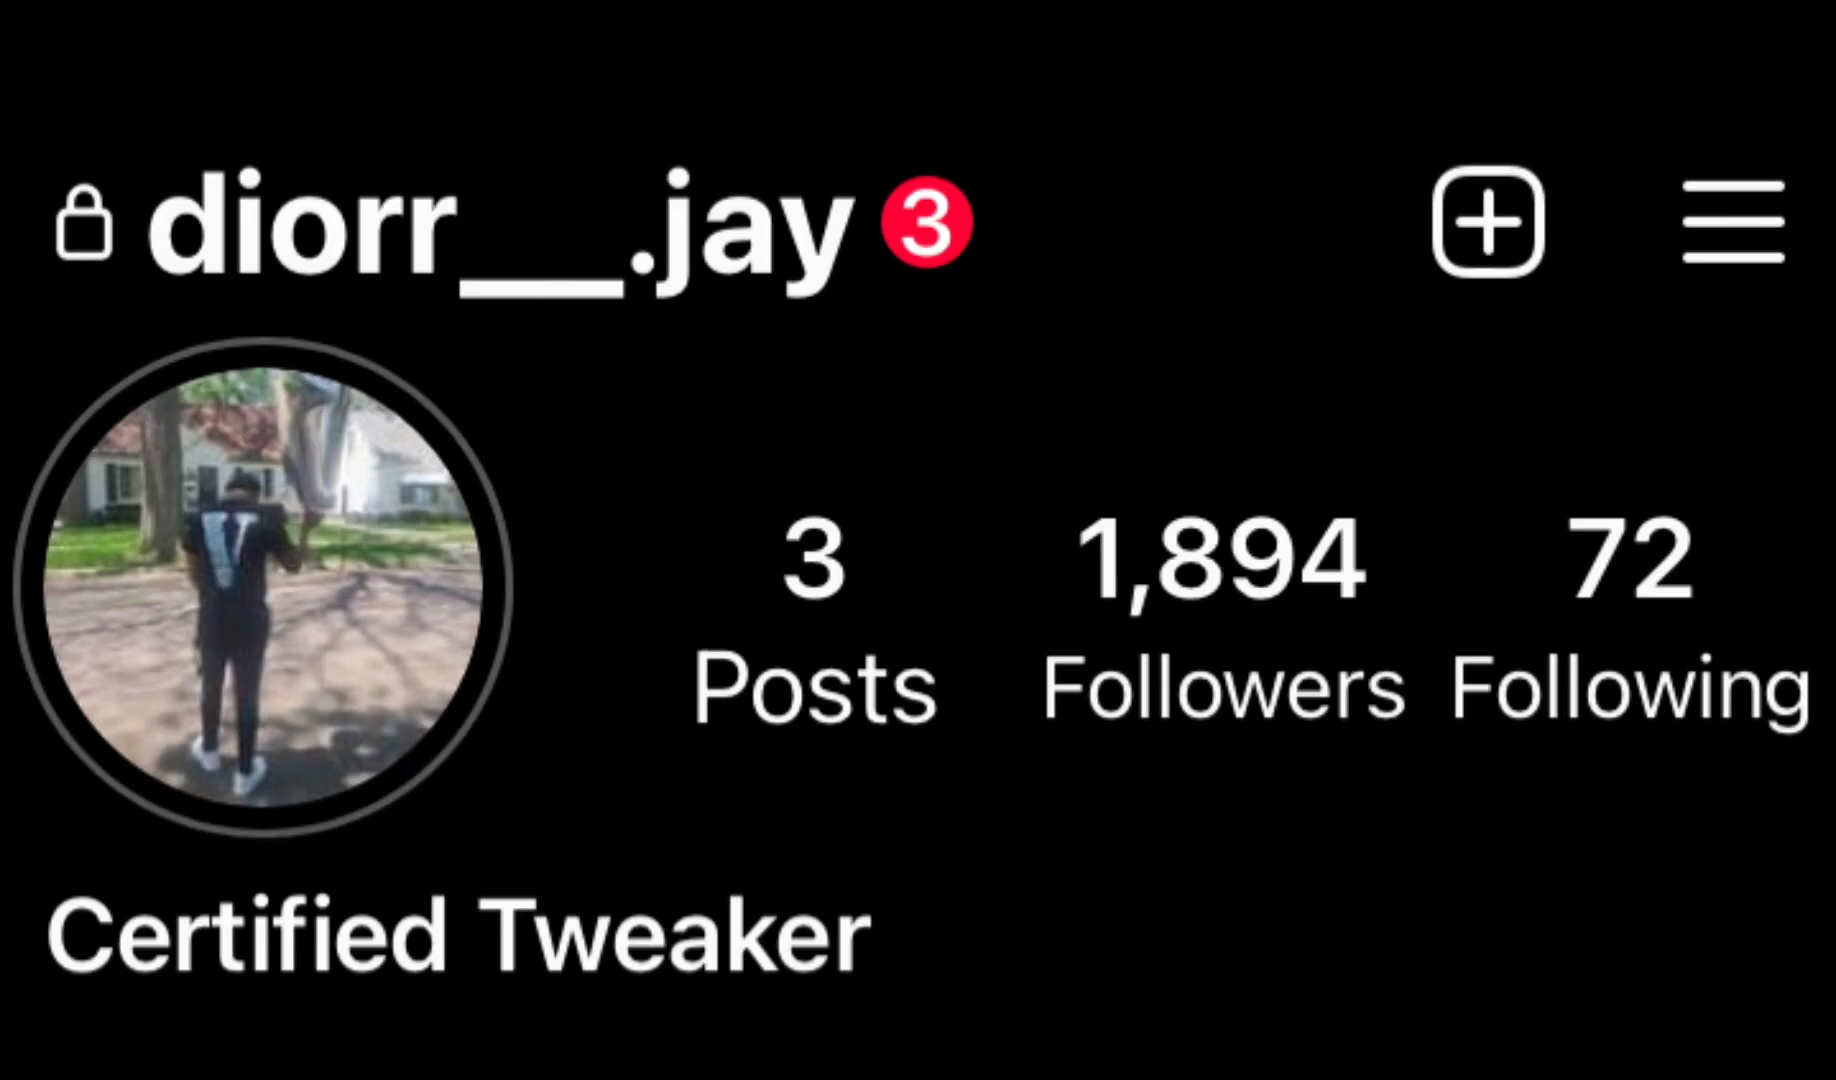 diorr__.jay 3
3 1,894 72
Posts Followers Following
V
Certified Tweaker